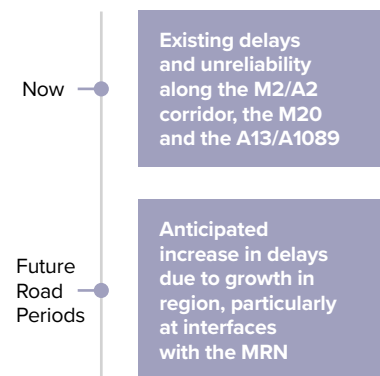 Now
Existing delays
and unreliability
along the M2/A2
corridor, the M20
and the A13/A1089
Future
Road
Periods
Anticipated
increase in delays
due to growth in
region, particularly
at interfaces
with the MRN